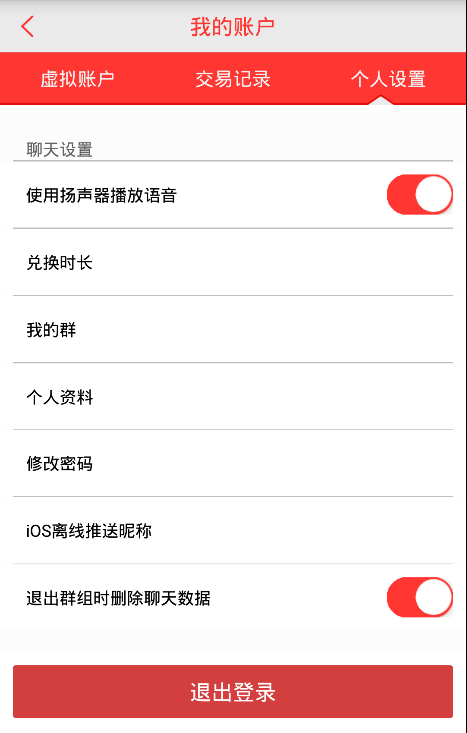 我的账户
虚拟账户 交易记录 个人设置
聊天设置
使用扬声器播放语音
兑换时长
我的群
个人资料
修改密码
iOS离线推送昵称
退出群组时删除聊天数据
退出登录